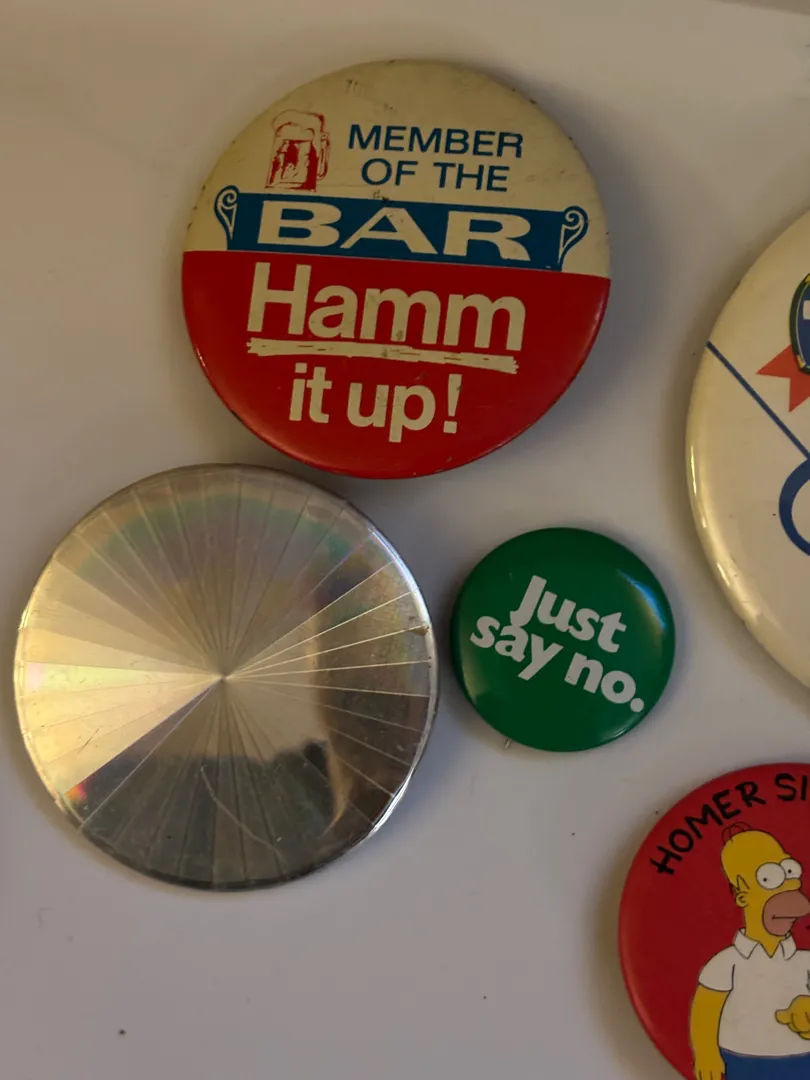 MEMBER
OF THE
BAR
Hamm
it up!
Just
say no.
HOMER